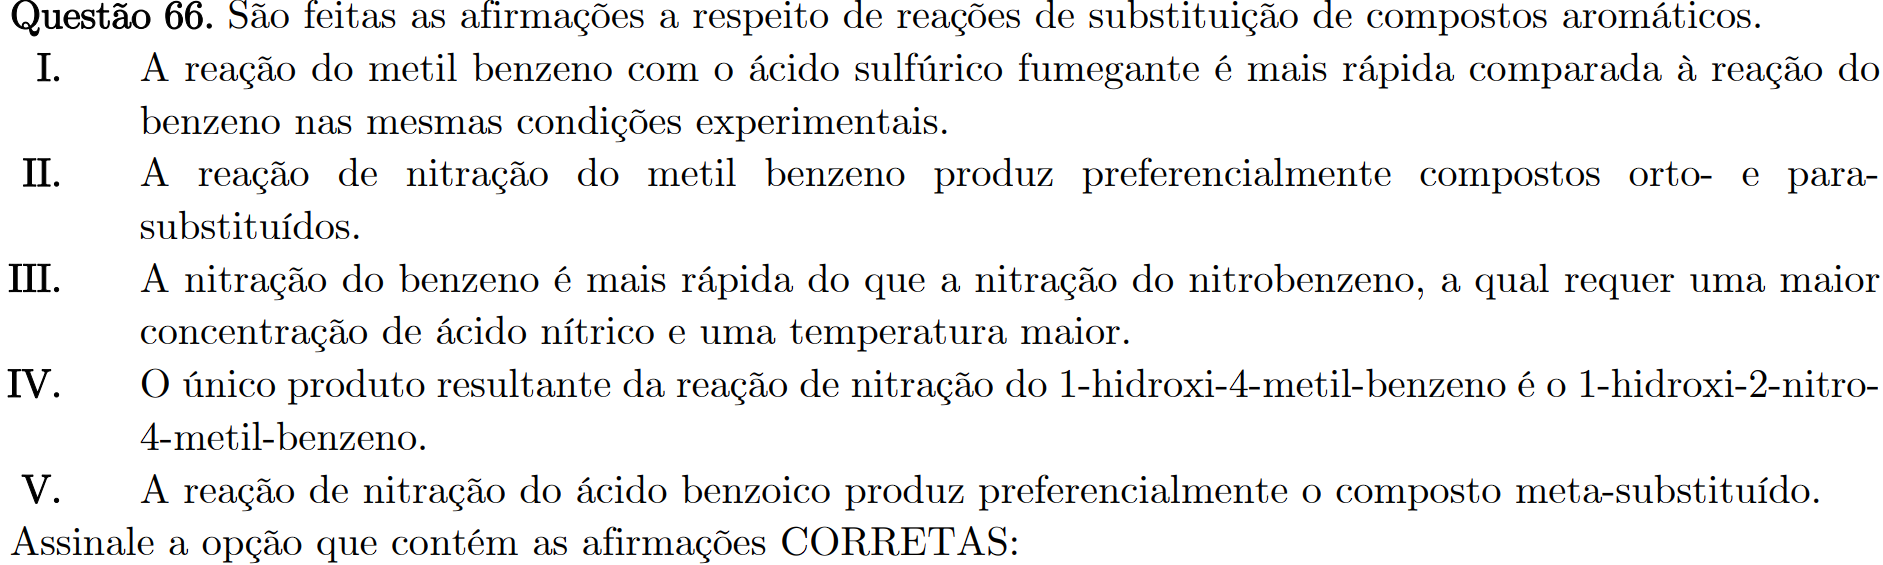 Questão 66. São feitas as afirmações a respeito de reações de substituição de compostos aromáticos.
I. A reação do metil benzeno com o ácido sulfúrico fumegante é mais rápida comparada à reação do
benzeno nas mesmas condições experimentais.
II. A reação de nitração do metil benzeno produz preferencialmente compostos orto- e para-
substituídos.
III. A nitração do benzeno é mais rápida do que a nitração do nitrobenzeno, a qual requer uma maior
concentração de ácido nítrico e uma temperatura maior.
IV. O único produto resultante da reação de nitração do 1-hidroxi-4-metil-benzeno é o 1-hidroxi-2-nitro-
4-metil-benzeno.
V. A reação de nitração do ácido benzoico produz preferencialmente o composto meta-substituído.
Assinale a opção que contém as afirmações CORRETAS: